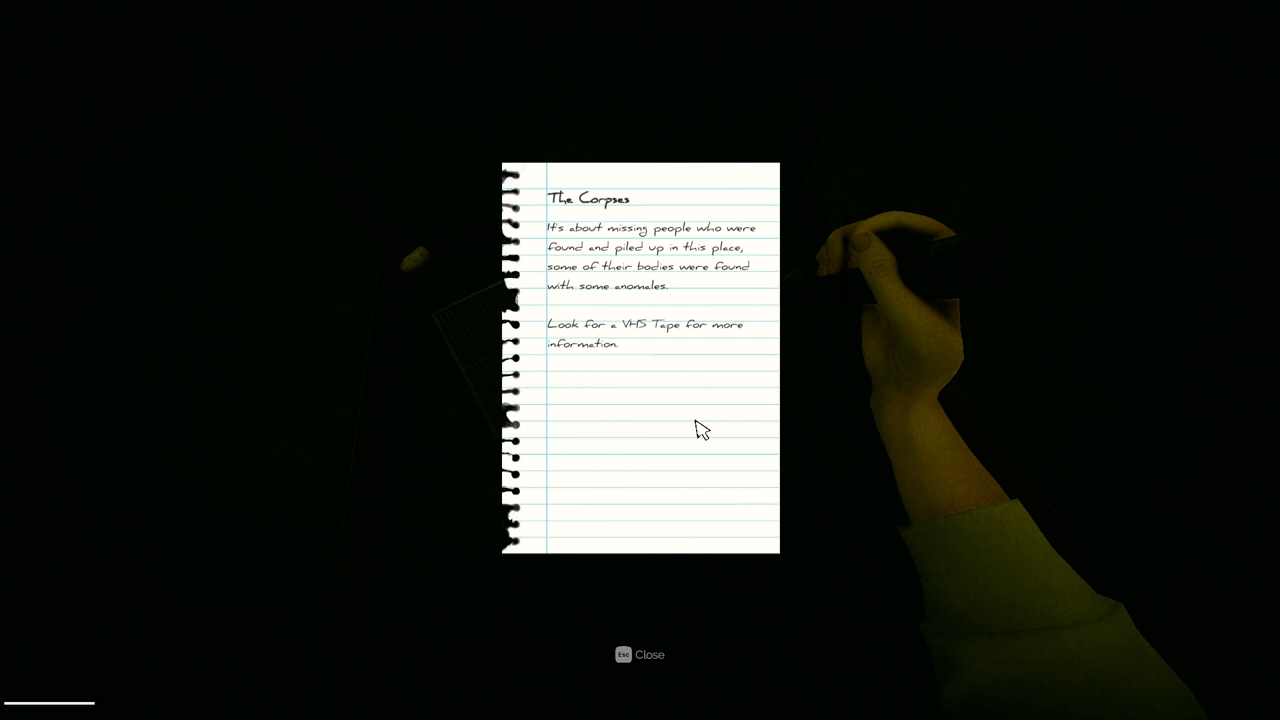 The Corpses
It's about missing people who were
found and piled up in this place,
some of their bodies were found
with some anomales.
Look for a VHS Tape for more
information.
Esc Close